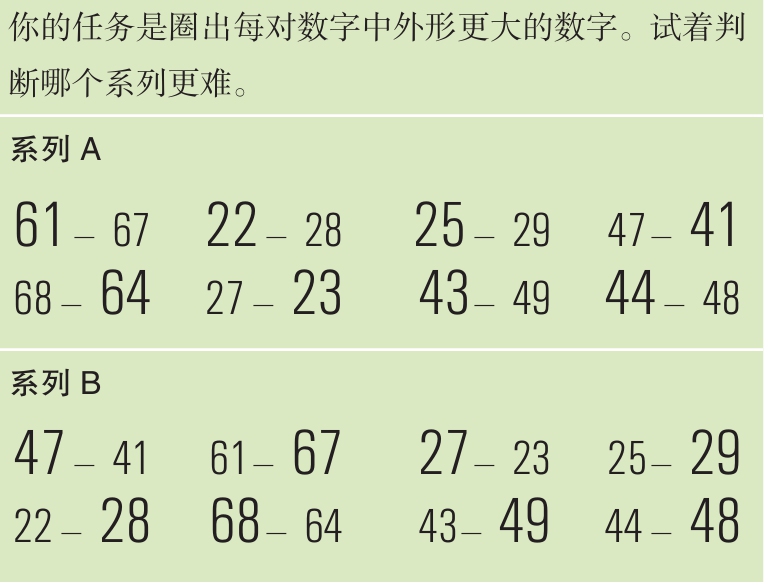 你的任务是圈出每对数字中外形更大的数字。试着判
断哪个系列更难。
系列 A
61 – 67 22 – 28 25 – 29 47 – 41
68 – 64 27 – 23 43 – 49 44 – 48
系列 B
47 – 41 61 – 67 27 – 23 25 – 29
22 – 28 68 – 64 43 – 49 44 – 48